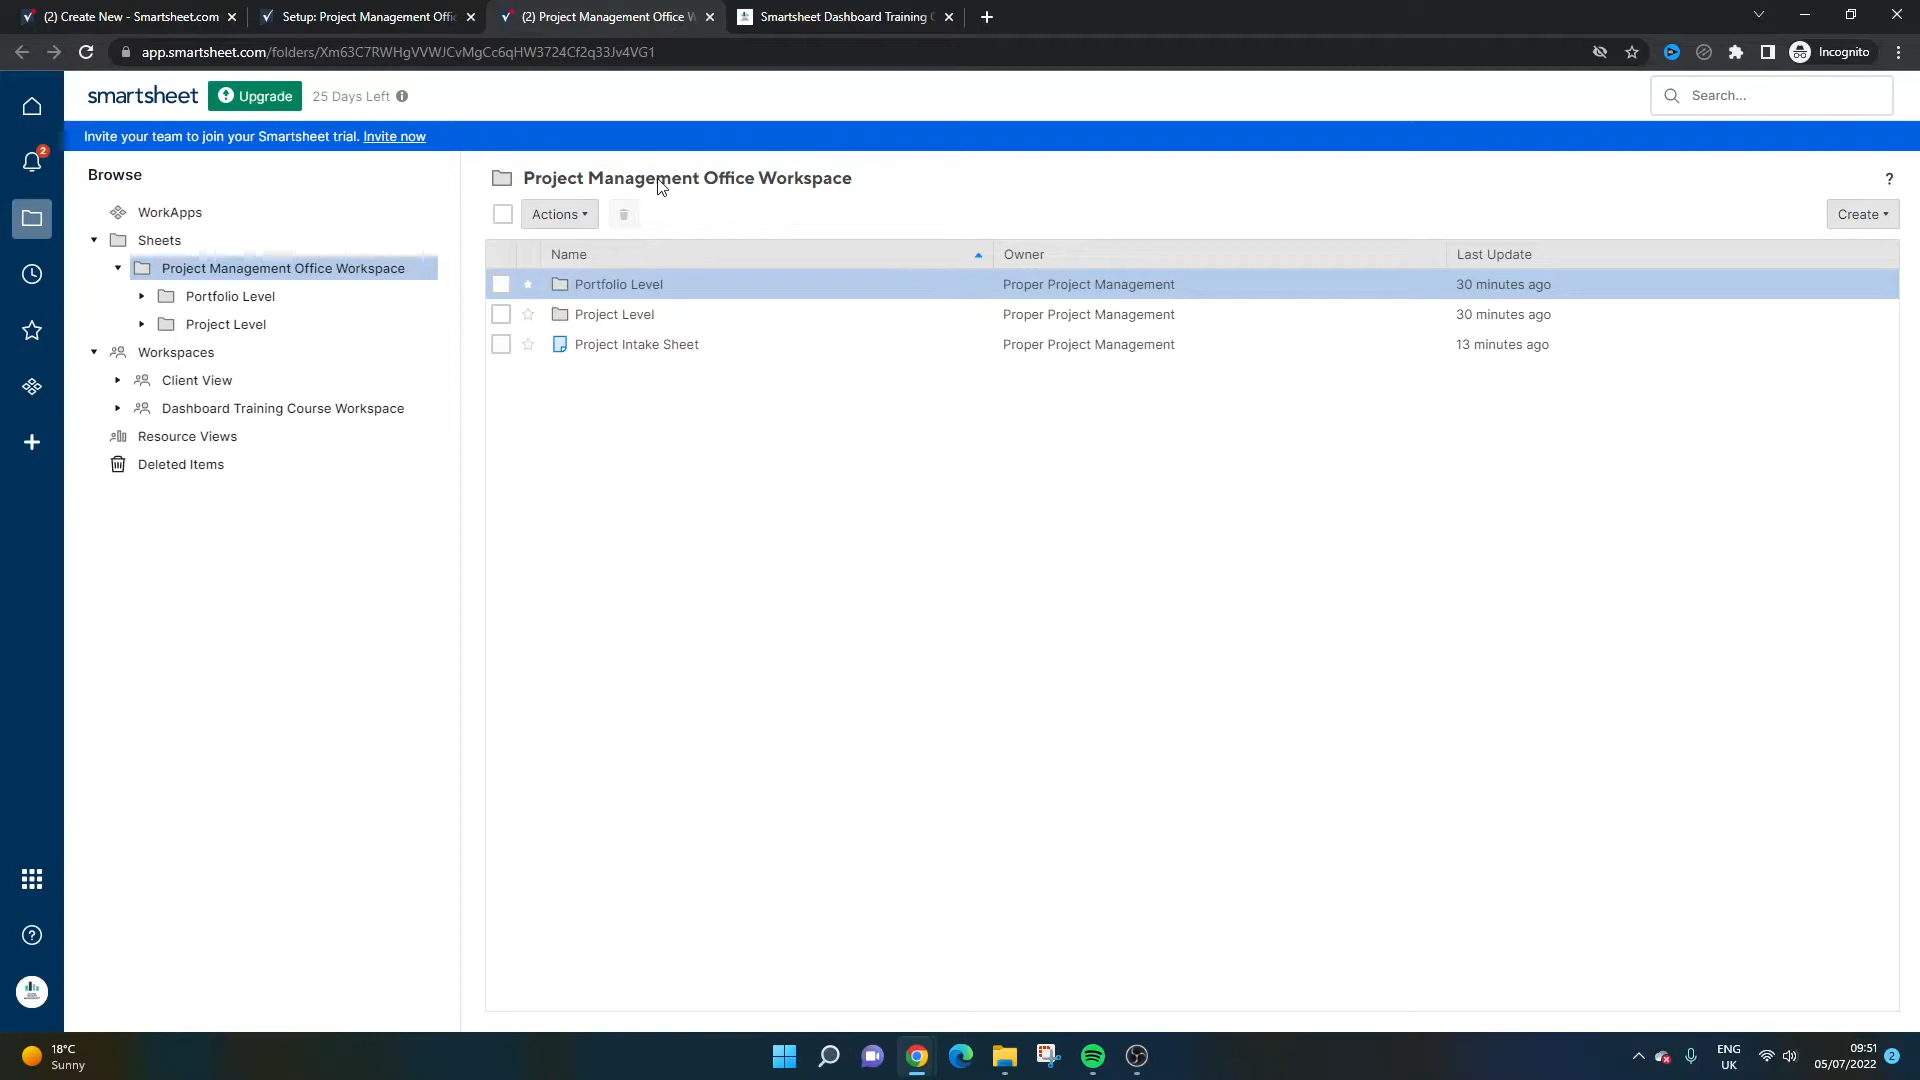 (2) Create New - Smartsheet.com
Setup: Project Management Offic
(2) Project Management Office W
Smartsheet Dashboard Training C
app.smartsheet.com/folders/Xm63C7RWHgVVWJCvMgCc6qHW3724Cf2q33Jv4VG1
Incognito
smartsheet
Upgrade
25 Days Left
Search...
2
Invite your team to join your Smartsheet trial. Invite now
Browse
WorkApps
Sheets
Project Management Office Workspace
Portfolio Level
Project Level
Workspaces
Client View
Dashboard Training Course Workspace
Resource Views
Deleted Items
Project Management Office Workspace
?
Actions
Create
Name Owner Last Update
Portfolio Level Proper Project Management 30 minutes ago
Project Level Proper Project Management 30 minutes ago
Project Intake Sheet Proper Project Management 13 minutes ago
18°C
Sunny
ENG
UK
09:51
05/07/2022
2